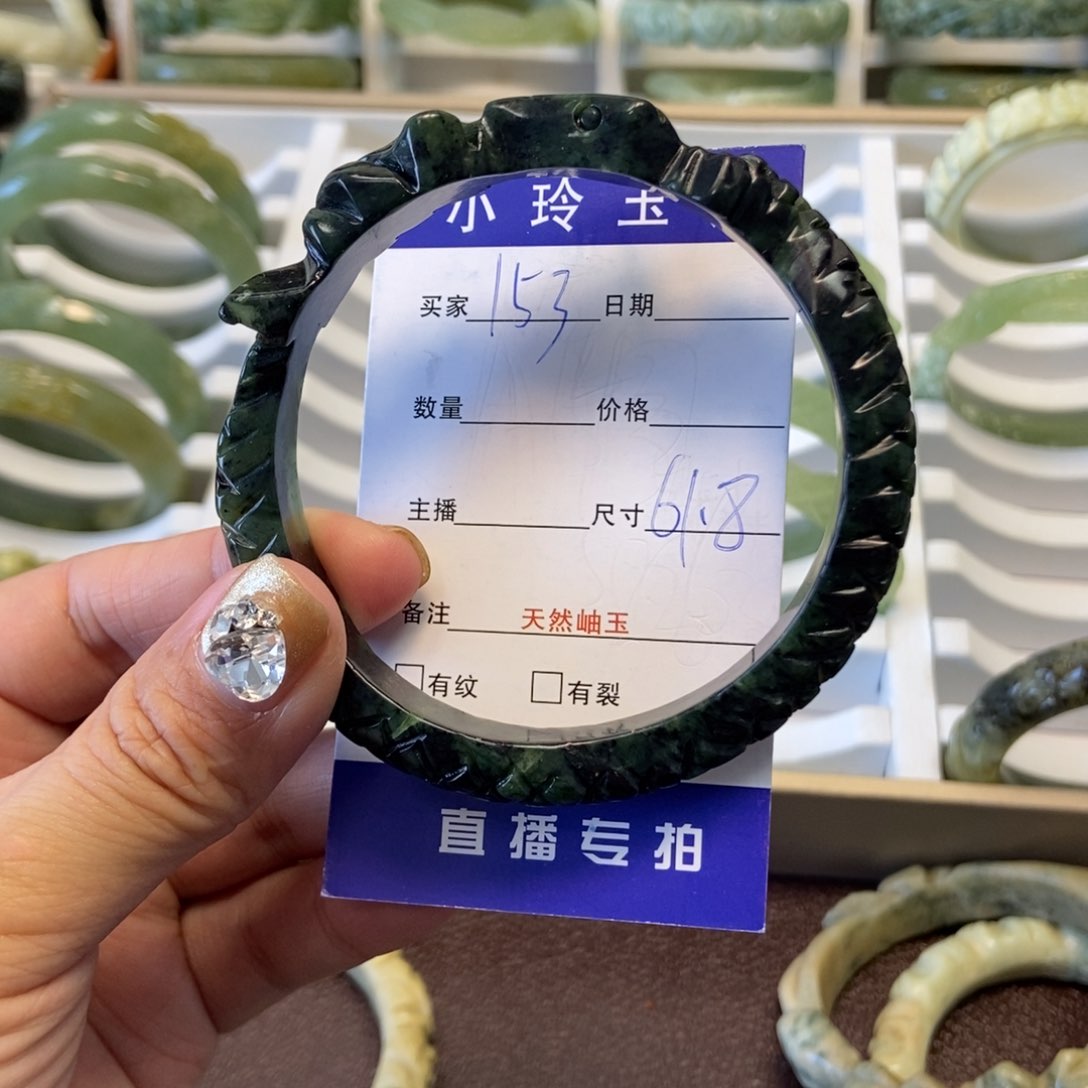 小玲玉
买家 153 日期
数量 价格
主播 尺寸 61.8
备注 天然岫玉
□有纹 □有裂
直播专拍